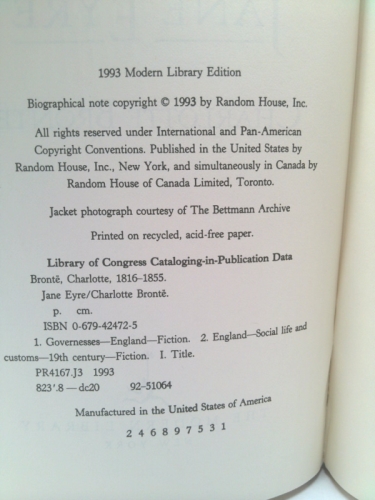 1993 Modern Library Edition
Biographical note copyright © 1993 by Random House, Inc.
All rights reserved under International and Pan-American
Copyright Conventions. Published in the United States by
Random House, Inc., New York, and simultaneously in Canada by
Random House of Canada Limited, Toronto.
Jacket photograph courtesy of The Bettmann Archive
Printed on recycled, acid-free paper.
Library of Congress Cataloging-in-Publication Data
Brontë, Charlotte, 1816–1855.
Jane Eyre/Charlotte Brontë.
p. cm.
ISBN 0-679-42472-5
1. Governesses—England—Fiction. 2. England—Social life and
customs—19th century—Fiction. I. Title.
PR4167.J3 1993
823'.8—dc20 92-51064
Manufactured in the United States of America
2 4 6 8 9 7 5 3 1